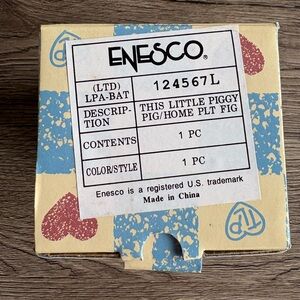 ENESCO®
(LTD) LPA-BAT 124567L
DESCRIP-TION THIS LITTLE PIGGY
PIG/HOME PLT FIG
CONTENTS 1 PC
COLOR/STYLE 1 PC
Enesco is a registered U.S. trademark
Made in China